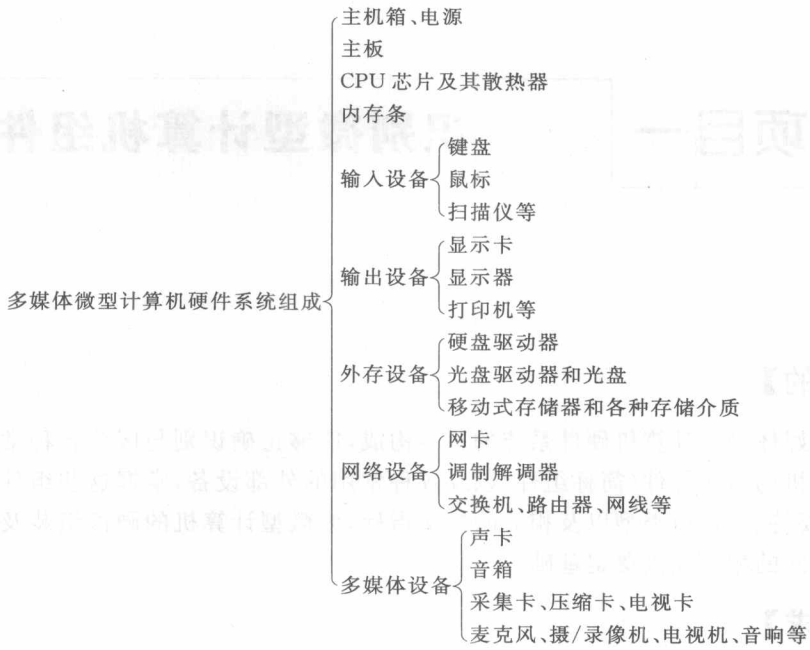 主机箱、电源
主板
CPU 芯片及其散热器
内存条
键盘
输入设备
鼠标
扫描仪等
显示卡
输出设备
显示器
打印机等
多媒体微型计算机硬件系统组成
硬盘驱动器
外存设备
光盘驱动器和光盘
移动式存储器和各种存储介质
网卡
网络设备
调制解调器
交换机、路由器、网线等
声卡
音箱
多媒体设备
采集卡、压缩卡、电视卡
麦克风、摄/录像机、电视机、音响等